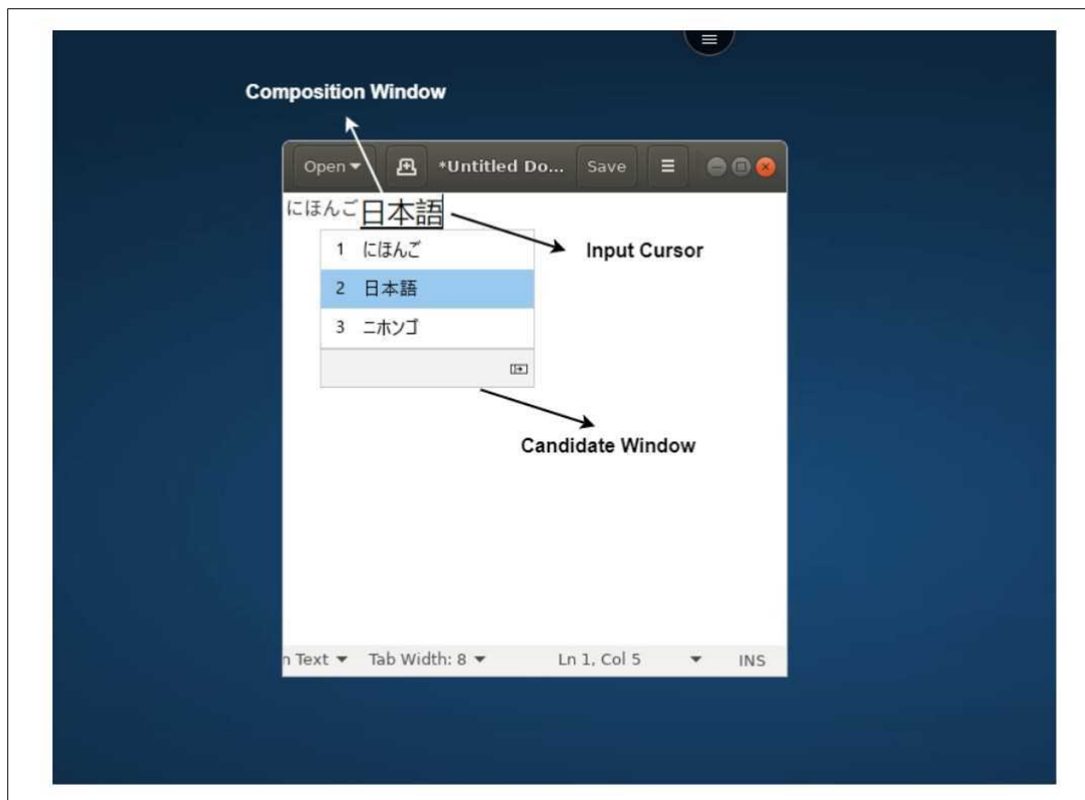 Composition Window
Open *Untitled Do... Save
にほんご日本語
1 にほんご
Input Cursor
2 日本語
3 ニホンゴ
Candidate Window
n Text Tab Width: 8 Ln 1, Col 5 INS